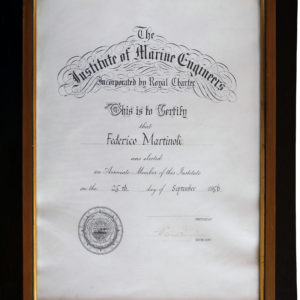 The
Institute of Marine Engineers
Incorporated by Royal Charter
This is to Certify
that
Federico Martinoli
was elected
an Associate Member of this Institute
on the 25th day of September 1956